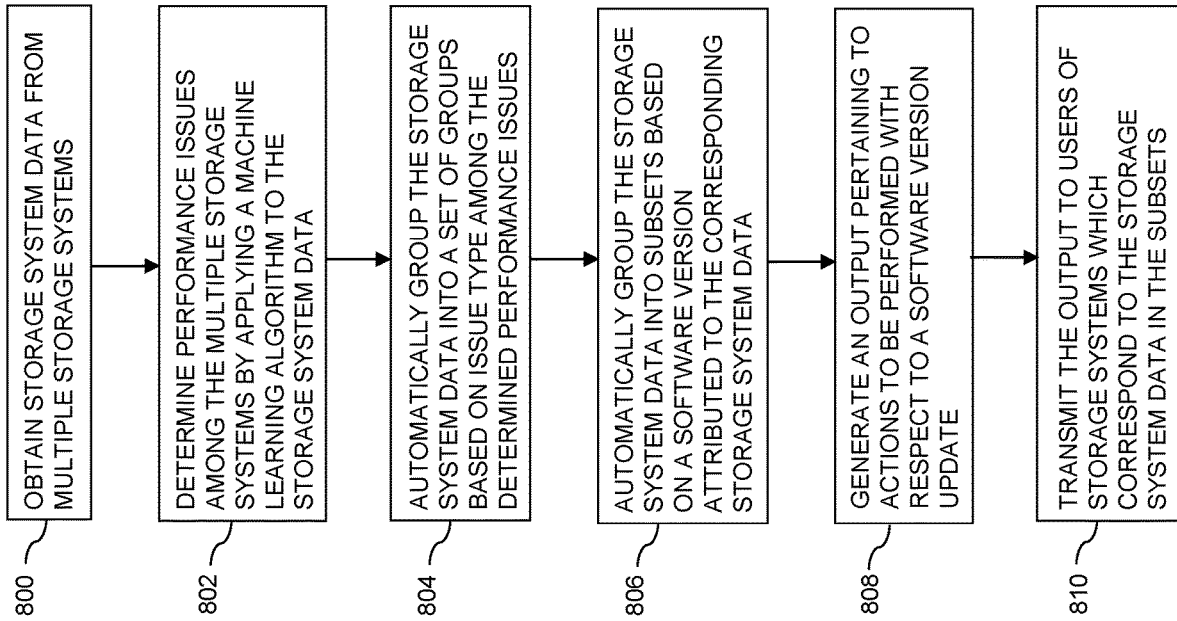 800
OBTAIN STORAGE SYSTEM DATA FROM
MULTIPLE STORAGE SYSTEMS
802
DETERMINE PERFORMANCE ISSUES
AMONG THE MULTIPLE STORAGE
SYSTEMS BY APPLYING A MACHINE
LEARNING ALGORITHM TO THE
STORAGE SYSTEM DATA
804
AUTOMATICALLY GROUP THE STORAGE
SYSTEM DATA INTO A SET OF GROUPS
BASED ON ISSUE TYPE AMONG THE
DETERMINED PERFORMANCE ISSUES
806
AUTOMATICALLY GROUP THE STORAGE
SYSTEM DATA INTO SUBSETS BASED
ON A SOFTWARE VERSION
ATTRIBUTED TO THE CORRESPONDING
STORAGE SYSTEM DATA
808
GENERATE AN OUTPUT PERTAINING TO
ACTIONS TO BE PERFORMED WITH
RESPECT TO A SOFTWARE VERSION
UPDATE
810
TRANSMIT THE OUTPUT TO USERS OF
STORAGE SYSTEMS WHICH
CORRESPOND TO THE STORAGE
SYSTEM DATA IN THE SUBSETS